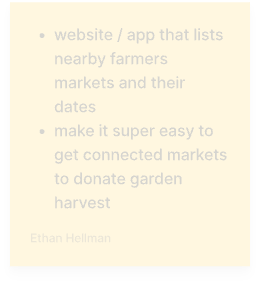 • website / app that lists
nearby farmers
markets and their
dates
• make it super easy to
get connected markets
to donate garden
harvest
Ethan Hellman